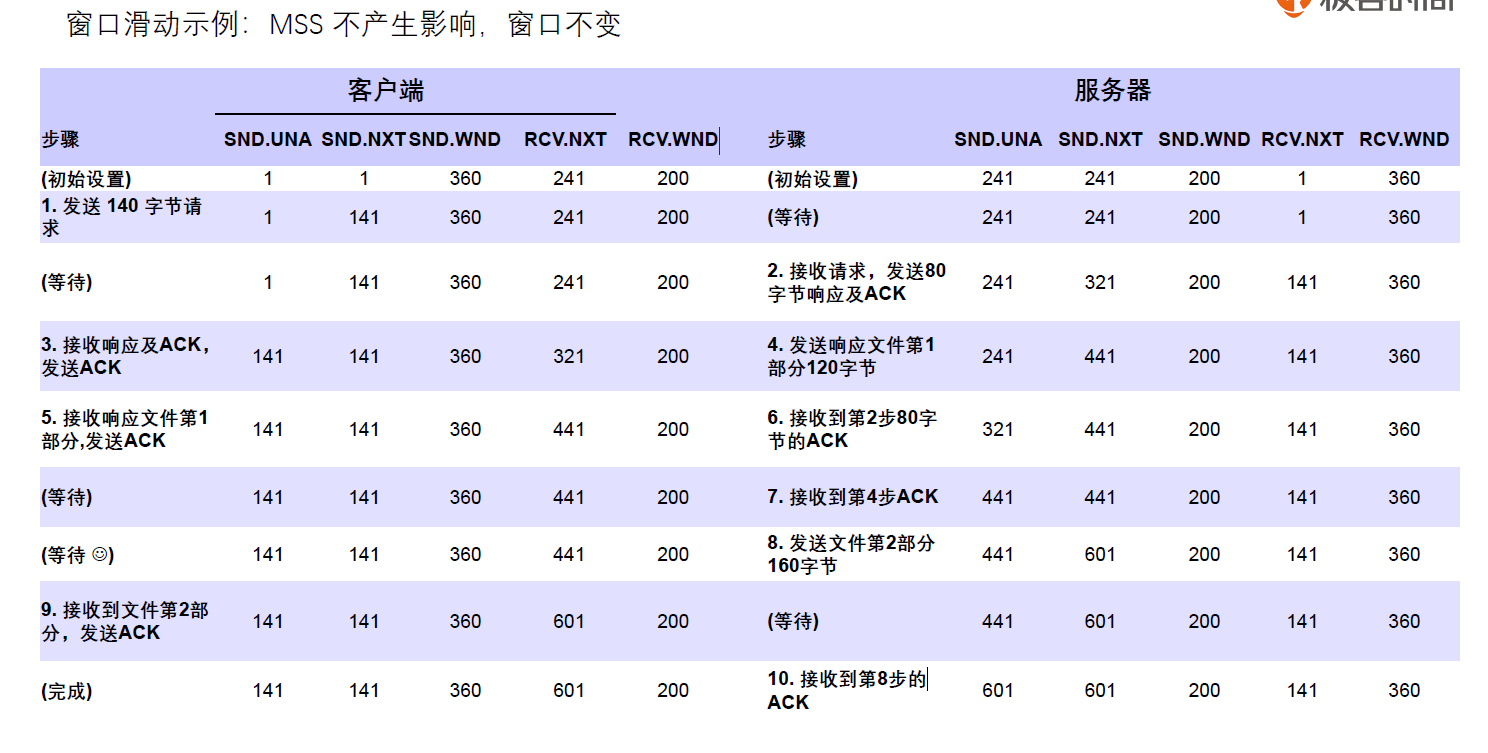 窗口滑动示例：MSS 不产生影响，窗口不变
客户端 服务器
步骤 SND.UNA SND.NXT SND.WND RCV.NXT RCV.WND 步骤 SND.UNA SND.NXT SND.WND RCV.NXT RCV.WND
(初始设置) 1 1 360 241 200 (初始设置) 241 241 200 1 360
1. 发送 140 字节请
求 1 141 360 241 200 (等待) 241 241 200 1 360
(等待) 1 141 360 241 200 2. 接收请求，发送80
字节响应及ACK 241 321 200 141 360
3. 接收响应及ACK，
发送ACK 141 141 360 321 200 4. 发送响应文件第1
部分120字节 241 441 200 141 360
5. 接收响应文件第1
部分,发送ACK 141 141 360 441 200 6. 接收到第2步80字
节的ACK 321 441 200 141 360
(等待) 141 141 360 441 200 7. 接收到第4步ACK 441 441 200 141 360
(等待 ☺) 141 141 360 441 200 8. 发送文件第2部分
160字节 441 601 200 141 360
9. 接收到文件第2部
分，发送ACK 141 141 360 601 200 (等待) 441 601 200 141 360
(完成) 141 141 360 601 200 10. 接收到第8步的
ACK 601 601 200 141 360